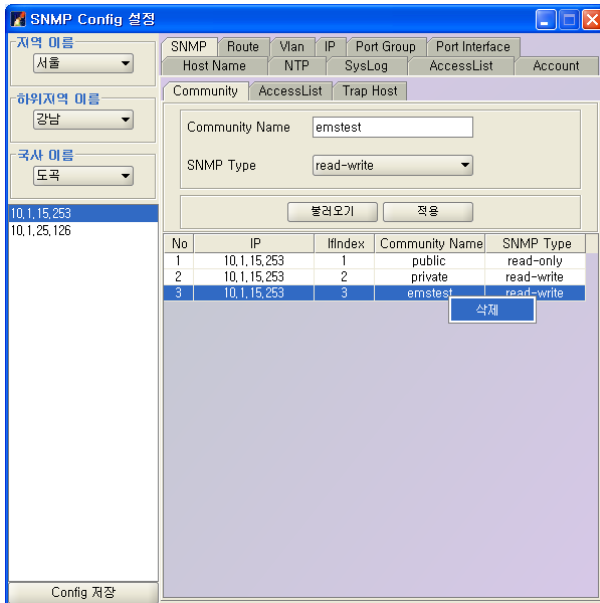 SNMP Config 설정
지역 이름
서울
하위지역 이름
강남
국사 이름
도곡
10,1,15,253
10,1,25,126
Config 저장
SNMP Route Vlan IP Port Group Port Interface
Host Name NTP SysLog AccessList Account
Community AccessList Trap Host
Community Name emstest
SNMP Type read-write
불러오기 적용
No IP IfIndex Community Name SNMP Type
1 10,1,15,253 1 public read-only
2 10,1,15,253 2 private read-write
3 10,1,15,253 3 emstest read-write
삭제